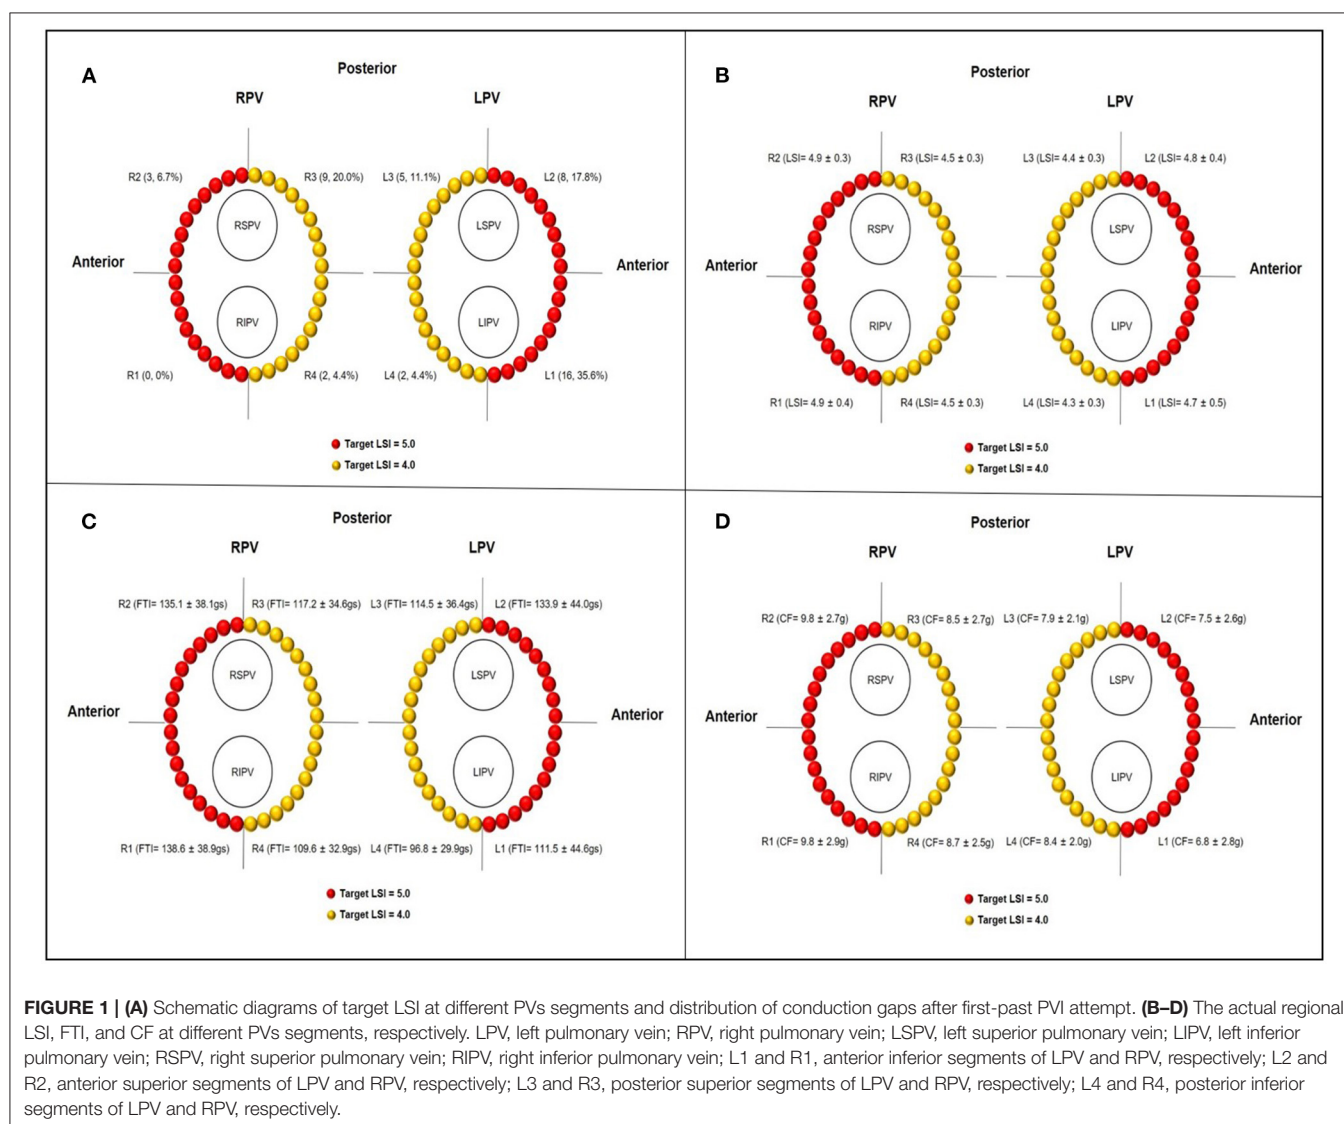 A
Posterior
RPV
LPV
R2 (3, 6.7%)
R3 (9, 20.0%)
L3 (5, 11.1%)
L2 (8, 17.8%)
RSPV
LSPV
Anterior
Anterior
RIPV
LIPV
R1 (0, 0%)
R4 (2, 4.4%)
L4 (2, 4.4%)
L1 (16, 35.6%)
Target LSI = 5.0
Target LSI = 4.0
B
Posterior
RPV
LPV
R2 (LSI= 4.9 ± 0.3)
R3 (LSI= 4.5 ± 0.3)
L3 (LSI= 4.4 ± 0.3)
L2 (LSI= 4.8 ± 0.4)
RSPV
LSPV
Anterior
Anterior
RIPV
LIPV
R1 (LSI= 4.9 ± 0.4)
R4 (LSI= 4.5 ± 0.3)
L4 (LSI= 4.3 ± 0.3)
L1 (LSI= 4.7 ± 0.5)
Target LSI = 5.0
Target LSI = 4.0
C
Posterior
RPV
LPV
R2 (FTI= 135.1 ± 38.1gs)
R3 (FTI= 117.2 ± 34.6gs)
L3 (FTI= 114.5 ± 36.4gs)
L2 (FTI= 133.9 ± 44.0gs)
RSPV
LSPV
Anterior
Anterior
RIPV
LIPV
R1 (FTI= 138.6 ± 38.9gs)
R4 (FTI= 109.6 ± 32.9gs)
L4 (FTI= 96.8 ± 29.9gs)
L1 (FTI= 111.5 ± 44.6gs)
Target LSI = 5.0
Target LSI = 4.0
D
Posterior
RPV
LPV
R2 (CF= 9.8 ± 2.7g)
R3 (CF= 8.5 ± 2.7g)
L3 (CF= 7.9 ± 2.1g)
L2 (CF= 7.5 ± 2.6g)
RSPV
LSPV
Anterior
Anterior
RIPV
LIPV
R1 (CF= 9.8 ± 2.9g)
R4 (CF= 8.7 ± 2.5g)
L4 (CF= 8.4 ± 2.0g)
L1 (CF= 6.8 ± 2.8g)
Target LSI = 5.0
Target LSI = 4.0
FIGURE 1 | (A) Schematic diagrams of target LSI at different PVs segments and distribution of conduction gaps after first-past PVI attempt. (B–D) The actual regional
LSI, FTI, and CF at different PVs segments, respectively. LPV, left pulmonary vein; RPV, right pulmonary vein; LSPV, left superior pulmonary vein; LIPV, left inferior
pulmonary vein; RSPV, right superior pulmonary vein; RIPV, right inferior pulmonary vein; L1 and R1, anterior inferior segments of LPV and RPV, respectively; L2 and
R2, anterior superior segments of LPV and RPV, respectively; L3 and R3, posterior superior segments of LPV and RPV, respectively; L4 and R4, posterior inferior
segments of LPV and RPV, respectively.